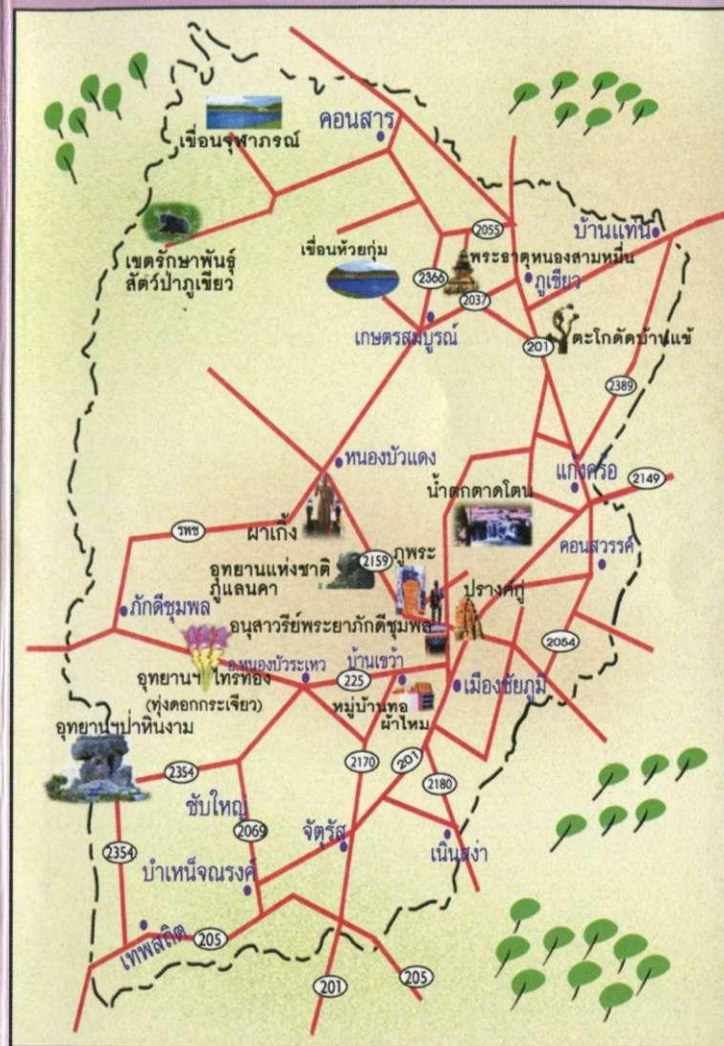 คอนสาร
เขื่อนจุฬาภรณ์
2055
บ้านแท่น
เขตรักษาพันธุ์
สัตว์ป่าภูเขียว
เขื่อนห้วยกุ่ม
พระธาตุหนองสามหมื่น
2366
ภูเขียว
2037
เกษตรสมบูรณ์
201
ตะโกดัดบ้านแข้
2389
หนองบัวแดง
แก้งคร้อ
2149
น้ำตกตาดโตน
รพช
ผาเกิ้ง
คอนสวรรค์
อุทยานแห่งชาติ
ภูแลนคา
2159
ภูพระ
ปรางค์กู่
ภักดีชุมพล
อนุสาวรีย์พระยาภักดีชุมพล
2054
อุทยานฯไทรทอง
(ทุ่งดอกกระเจียว)
อ.หนองบัวระเหว
225
บ้านเขว้า
เมืองชัยภูมิ
หมู่บ้านทอ
ผ้าไหม
อุทยานฯป่าหินงาม
2354
2170
201
2180
ซับใหญ่
2069
จัตุรัส
เนินสง่า
2354
บำเหน็จณรงค์
เทพสถิต
205
201
205